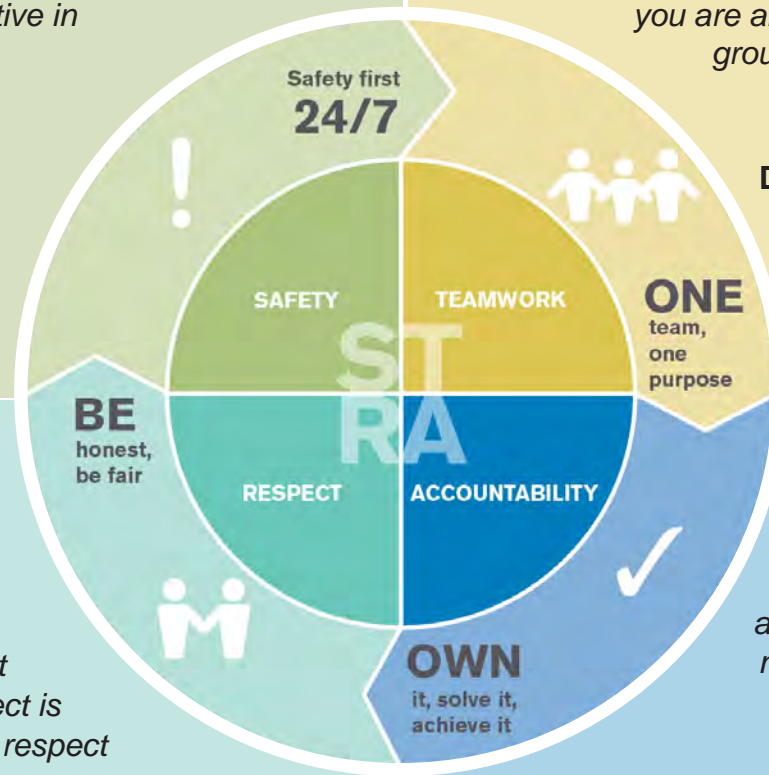 tive in
you are a
grou
Safety first
24/7
D
SAFETY
TEAMWORK
ONE
team,
one
purpose
ST
RA
BE
honest,
be fair
RESPECT
ACCOUNTABILITY
a
r
t
ect is
respect
OWN
it, solve it,
achieve it